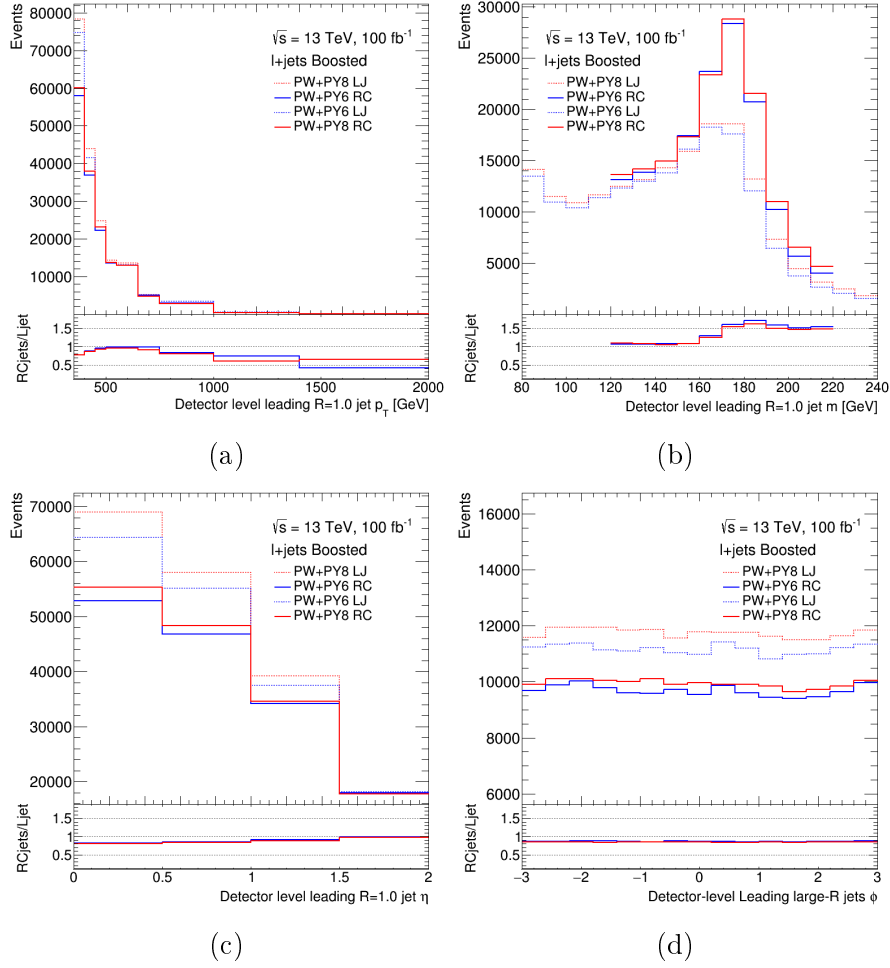 Events
80000
70000
60000
50000
40000
30000
20000
10000
√s = 13 TeV, 100 fb⁻¹
l+jets Boosted
PW+PY8 LJ
PW+PY6 RC
PW+PY6 LJ
PW+PY8 RC
RCjets/Ljet
1.5
1
0.5
500 1000 1500 2000
Detector level leading R=1.0 jet p_T [GeV]
(a)
Events
30000
25000
20000
15000
10000
5000
√s = 13 TeV, 100 fb⁻¹
l+jets Boosted
PW+PY8 LJ
PW+PY6 RC
PW+PY6 LJ
PW+PY8 RC
RCjets/Ljet
1.5
1
0.5
80 100 120 140 160 180 200 220 240
Detector level leading R=1.0 jet m [GeV]
(b)
Events
70000
60000
50000
40000
30000
20000
√s = 13 TeV, 100 fb⁻¹
l+jets Boosted
PW+PY8 LJ
PW+PY6 RC
PW+PY6 LJ
PW+PY8 RC
RCjets/Ljet
1.5
1
0.5
0 0.5 1 1.5 2
Detector level leading R=1.0 jet η
(c)
Events
16000
14000
12000
10000
8000
6000
√s = 13 TeV, 100 fb⁻¹
l+jets Boosted
PW+PY8 LJ
PW+PY6 RC
PW+PY6 LJ
PW+PY8 RC
RCjets/Ljet
1.5
1
0.5
−3 −2 −1 0 1 2 3
Detector-level Leading large-R jets ϕ
(d)